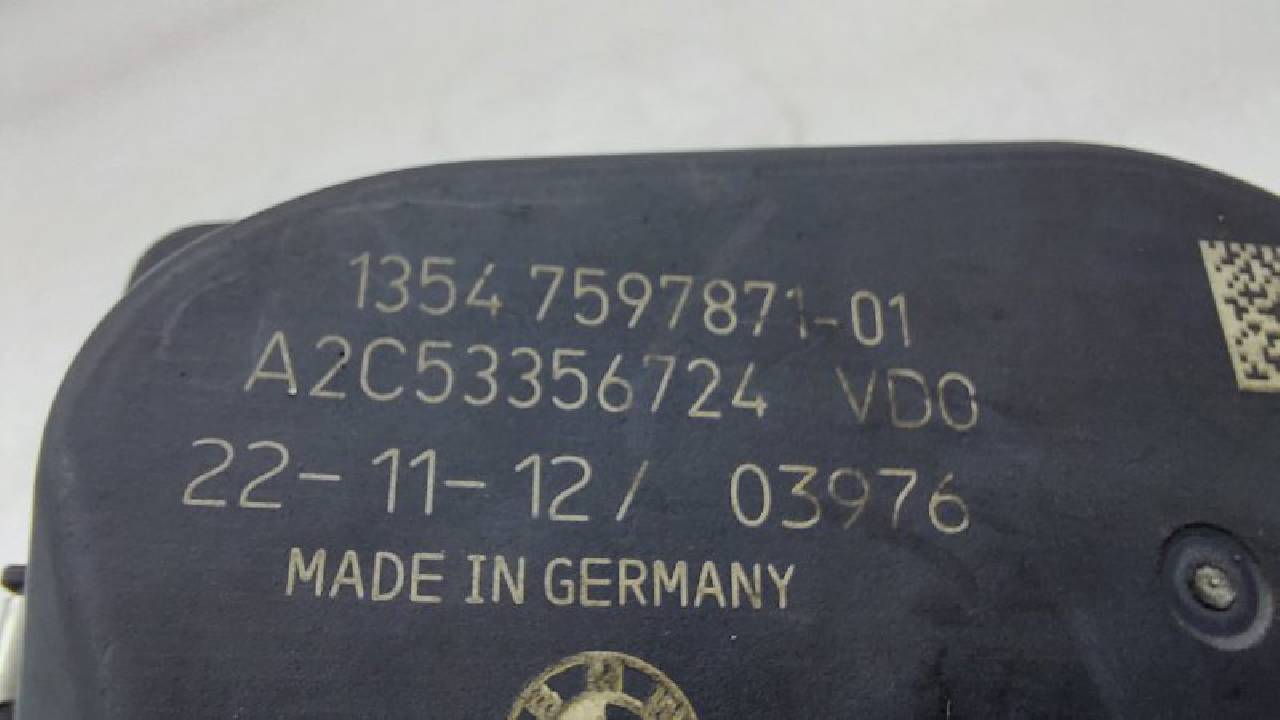 1354 7597871-01
A2C53356724 VDO
22-11-12/ 03976
MADE IN GERMANY